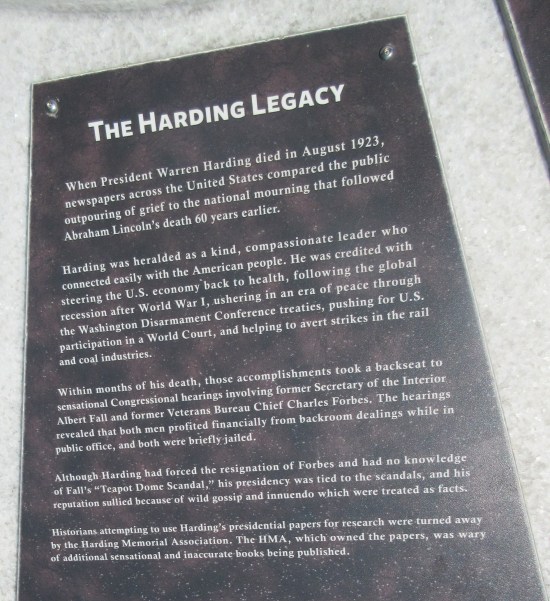 THE HARDING LEGACY
When President Warren Harding died in August 1923,
newspapers across the United States compared the public
outpouring of grief to the national mourning that followed
Abraham Lincoln's death 60 years earlier.
Harding was heralded as a kind, compassionate leader who
connected easily with the American people. He was credited with
steering the U.S. economy back to health, following the global
recession after World War I, ushering in an era of peace through
the Washington Disarmament Conference treaties, pushing for U.S.
participation in a World Court, and helping to avert strikes in the rail
and coal industries.
Within months of his death, those accomplishments took a backseat to
sensational Congressional hearings involving former Secretary of the Interior
Albert Fall and former Veterans Bureau Chief Charles Forbes. The hearings
revealed that both men profited financially from backroom dealings while in
public office, and both were briefly jailed.
Although Harding had forced the resignation of Forbes and had no knowledge
of Fall's “Teapot Dome Scandal,” his presidency was tied to the scandals, and his
reputation sullied because of wild gossip and innuendo which were treated as facts.
Historians attempting to use Harding's presidential papers for research were turned away
by the Harding Memorial Association. The HMA, which owned the papers, was wary
of additional sensational and inaccurate books being published.